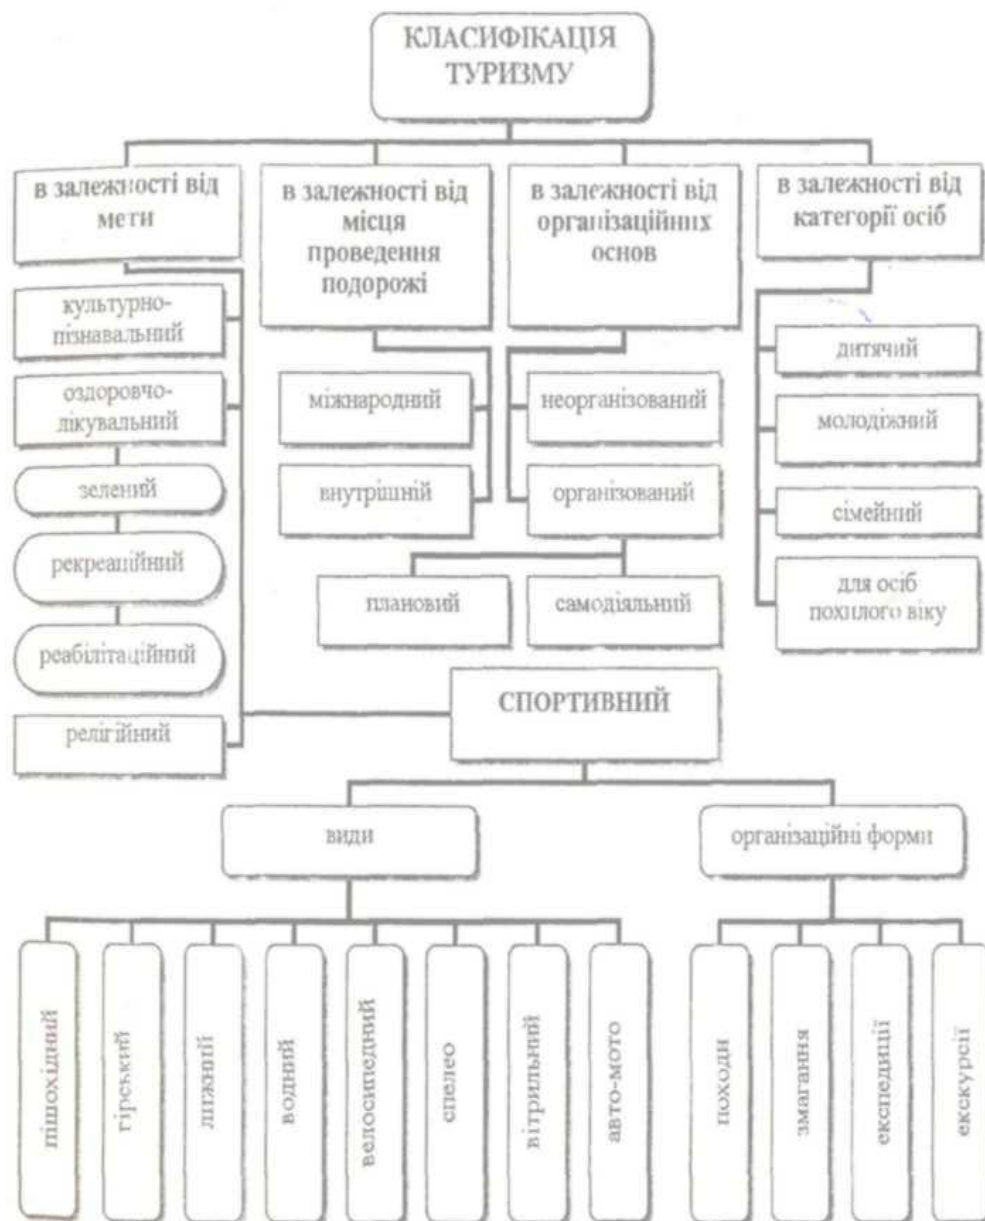 КЛАСИФІКАЦІЯ
ТУРИЗМУ
в залежності від
мети
в залежності від
місця
проведення
подорожі
в залежності від
організаційних
основ
в залежності від
категорії осіб
культурно-
пізнавальний
оздоровчо-
лікувальний
зелений
рекреаційний
реабілітаційний
релігійний
міжнародний
внутрішній
неорганізований
організований
плановий
самодіяльний
дитячий
молодіжний
сімейний
для осіб
похилого віку
СПОРТИВНИЙ
види
організаційні форми
пішохідний
гірський
лижний
водний
велосипедний
спелео
вітрильний
авто-мото
походи
змагання
експедиції
екскурсії